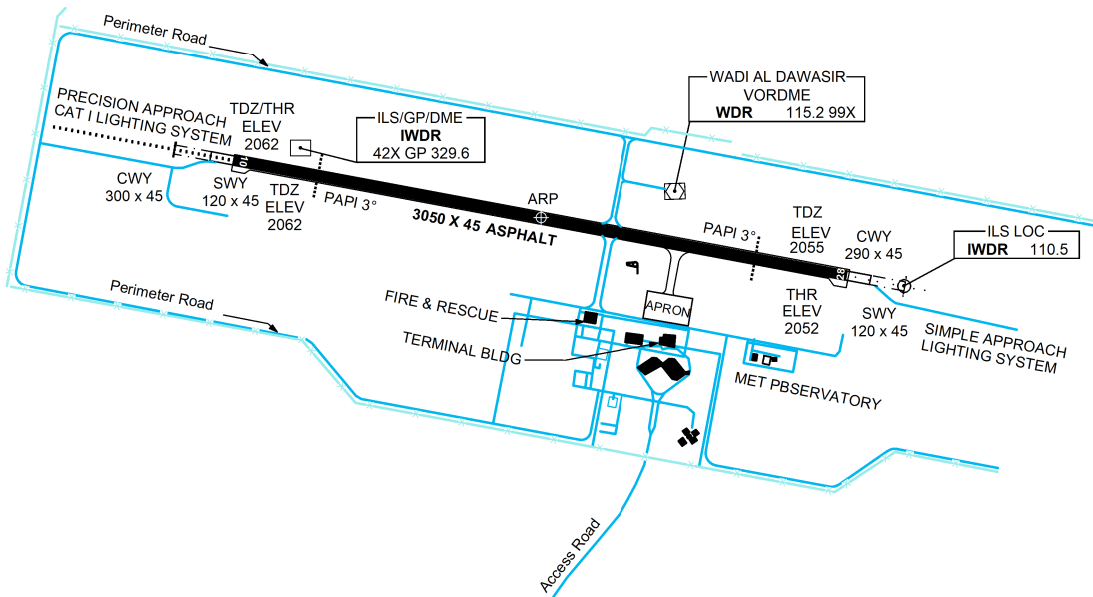 Perimeter Road
PRECISION APPROACH
CAT I LIGHTING SYSTEM
TDZ/THR
ELEV
2062
ILS/GP/DME
IWDR
42X GP 329.6
WADI AL DAWASIR
VORDME
WDR 115.2 99X
10
CWY
300 x 45
SWY
120 x 45
TDZ
ELEV
2062
PAPI 3°
3050 X 45 ASPHALT
ARP
PAPI 3°
TDZ
ELEV
2055
CWY
290 x 45
ILS LOC
IWDR 110.5
28
THR
ELEV
2052
SWY
120 x 45
SIMPLE APPROACH
LIGHTING SYSTEM
Perimeter Road
FIRE & RESCUE
APRON
TERMINAL BLDG
MET PBSERVATORY
Access Road